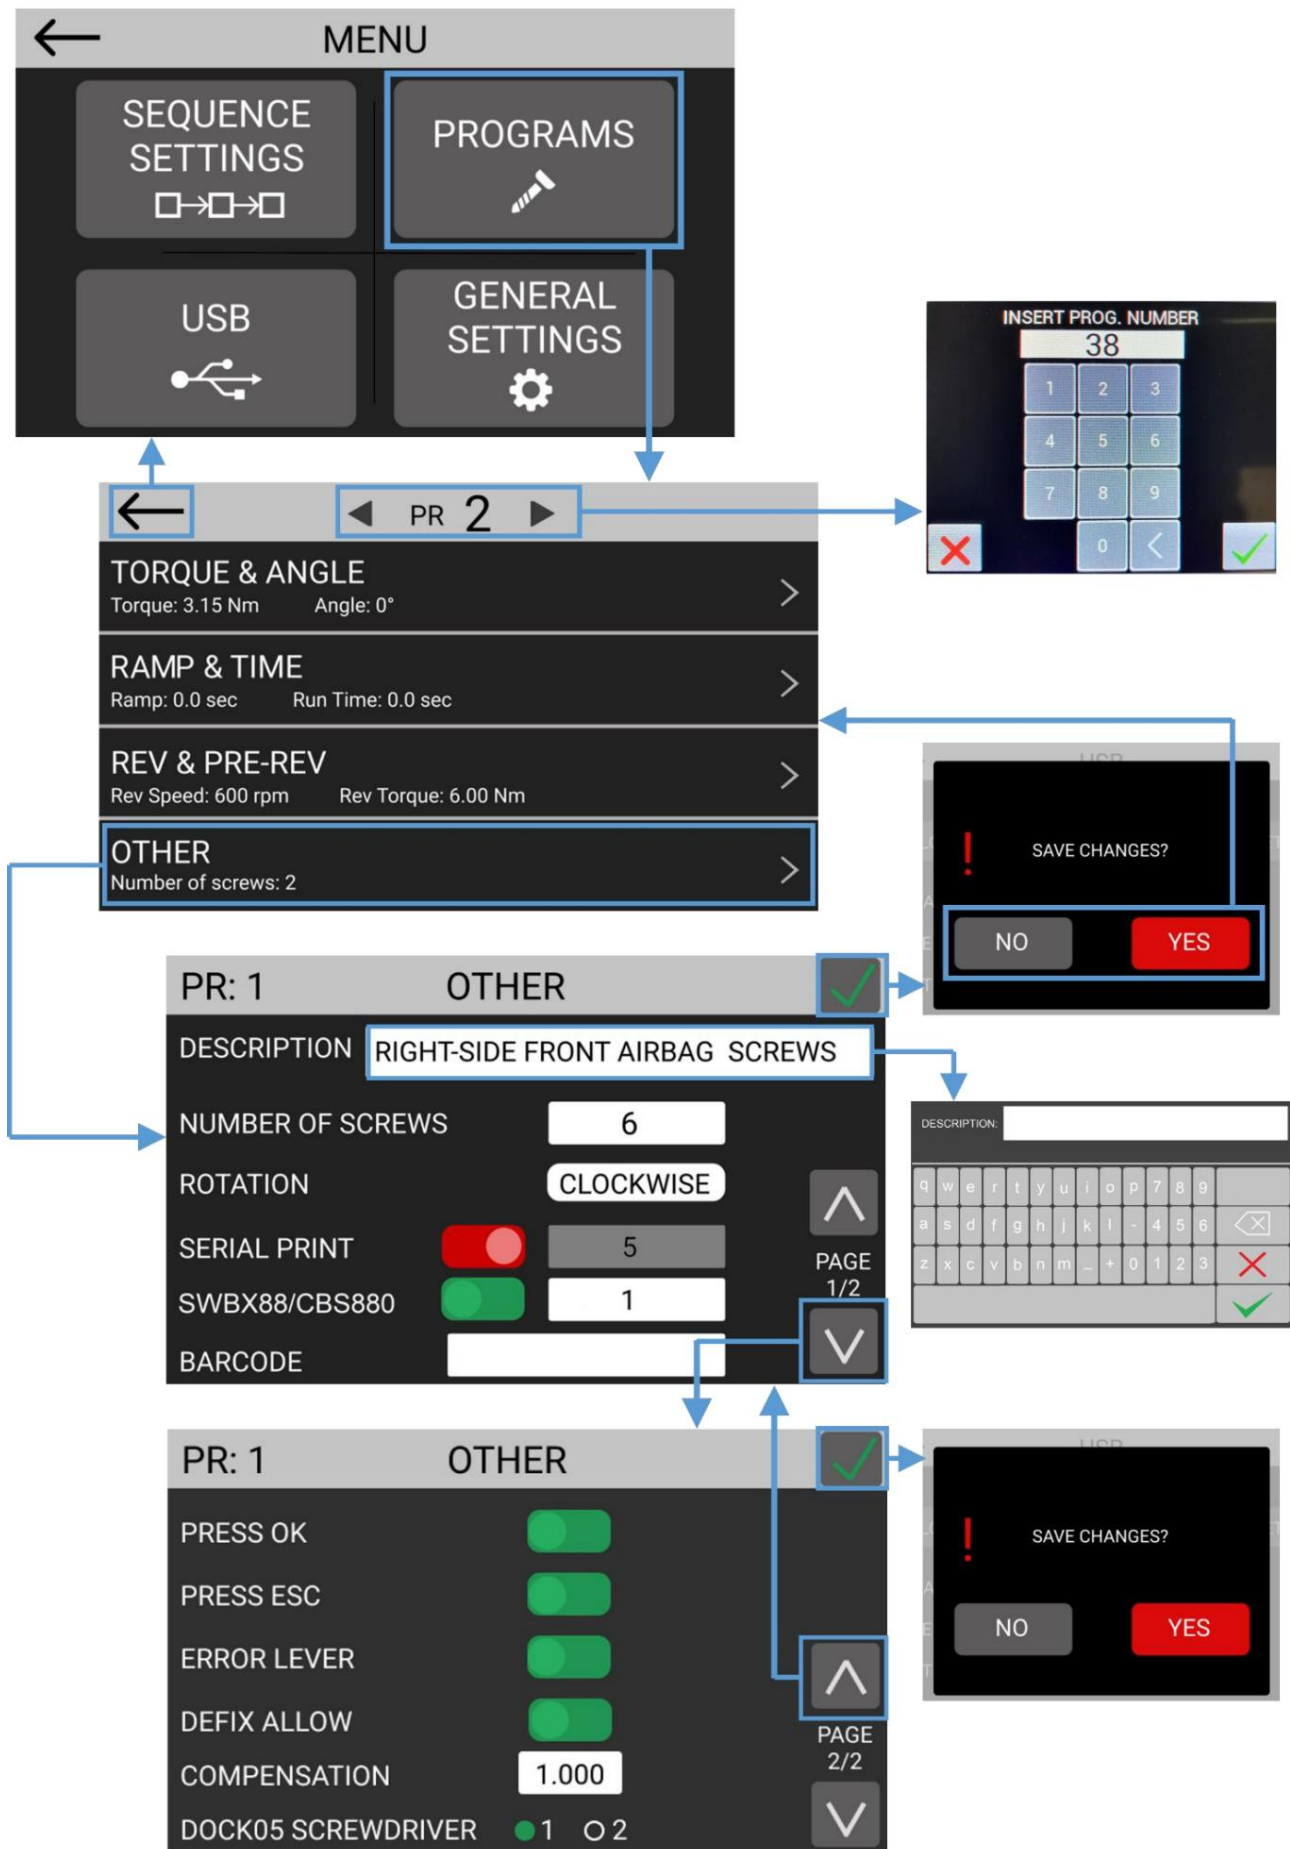 MENU
SEQUENCE
SETTINGS
PROGRAMS
USB
GENERAL
SETTINGS
INSERT PROG. NUMBER
38
1 2 3
4 5 6
7 8 9
0
PR 2
TORQUE & ANGLE
Torque: 3.15 Nm Angle: 0°
RAMP & TIME
Ramp: 0.0 sec Run Time: 0.0 sec
REV & PRE-REV
Rev Speed: 600 rpm Rev Torque: 6.00 Nm
OTHER
Number of screws: 2
SAVE CHANGES?
NO YES
PR: 1 OTHER
DESCRIPTION RIGHT-SIDE FRONT AIRBAG SCREWS
NUMBER OF SCREWS 6
ROTATION CLOCKWISE
SERIAL PRINT 5
SWBX88/CBS880 1
BARCODE
PAGE
1/2
DESCRIPTION:
q w e r t y u i o p 7 8 9
a s d f g h j k l - 4 5 6
z x c v b n m _ + 0 1 2 3
PR: 1 OTHER
PRESS OK
PRESS ESC
ERROR LEVER
DEFIX ALLOW
COMPENSATION 1.000
DOCK05 SCREWDRIVER 1 2
PAGE
2/2
SAVE CHANGES?
NO YES